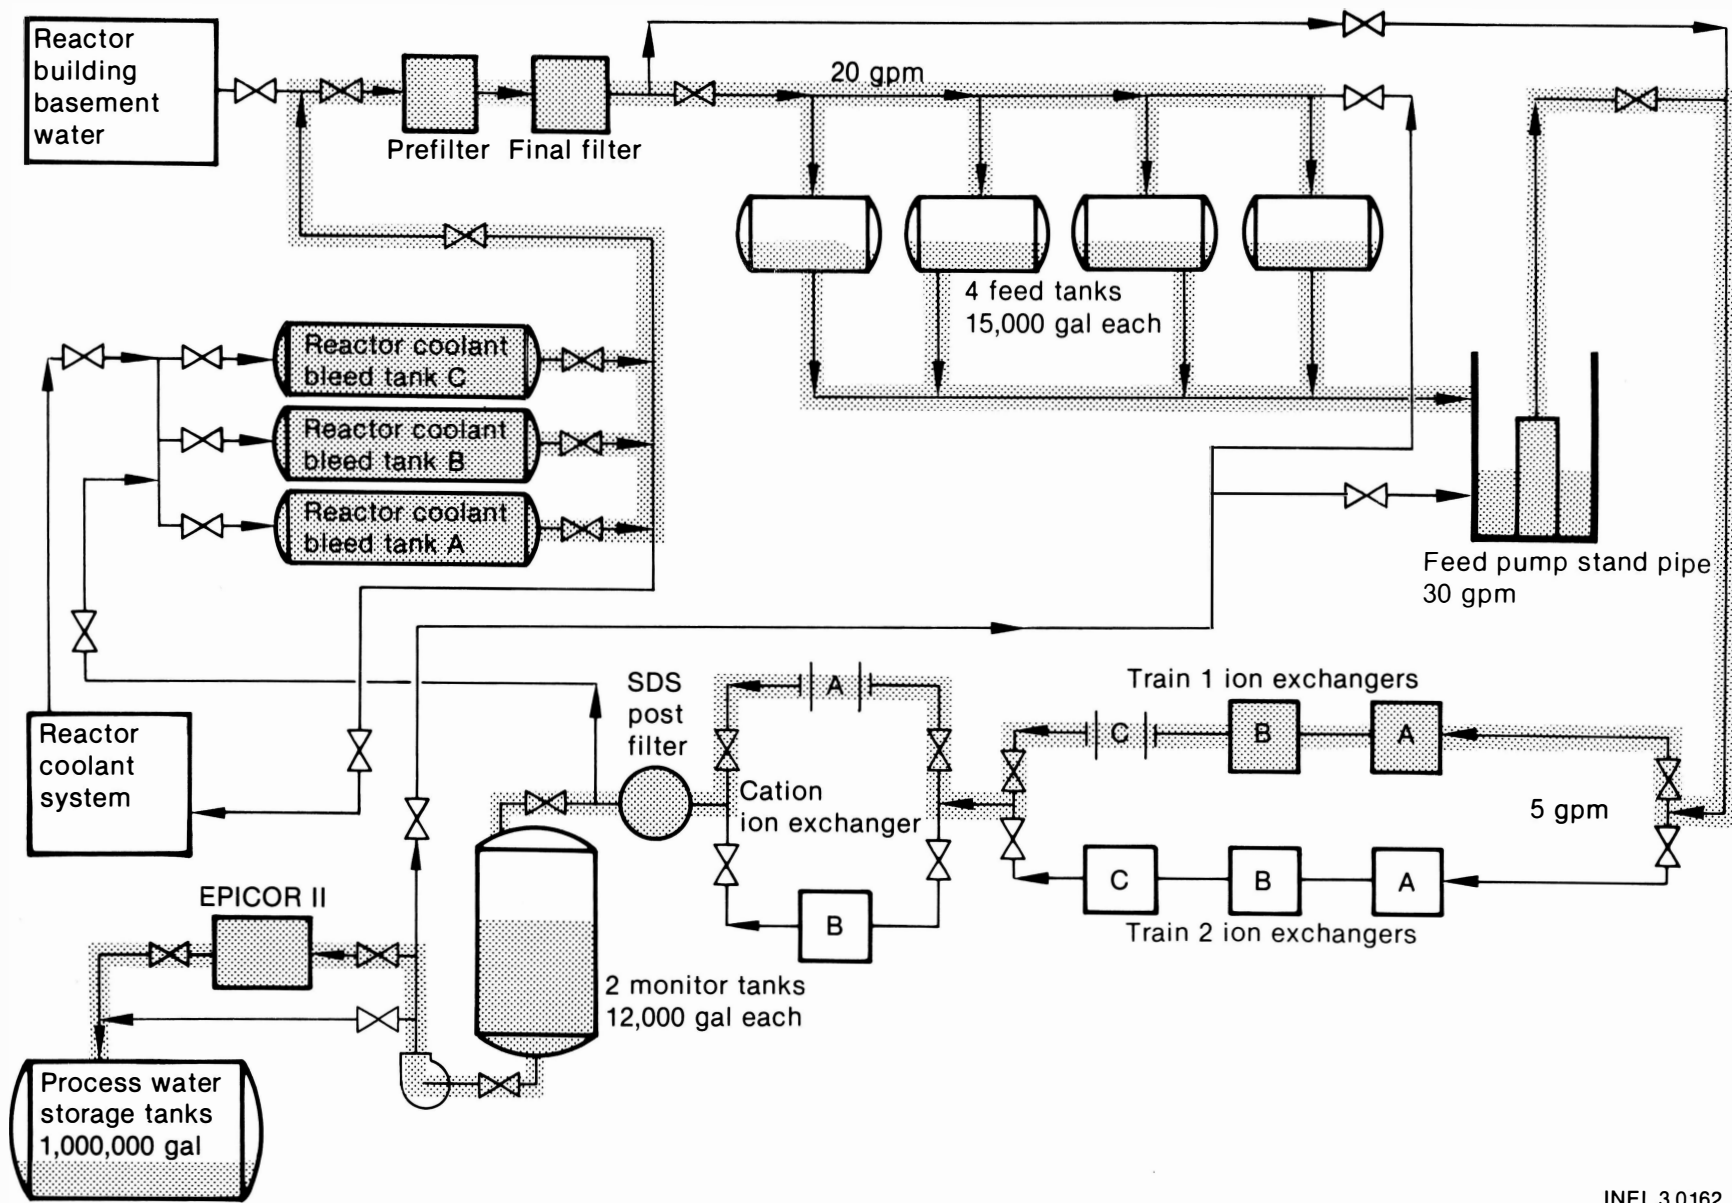 Reactor
building
basement
water
Prefilter
Final filter
20 gpm
4 feed tanks
15,000 gal each
Reactor coolant
bleed tank C
Reactor coolant
bleed tank B
Reactor coolant
bleed tank A
Feed pump stand pipe
30 gpm
Reactor
coolant
system
SDS
post
filter
A
Cation
ion exchanger
B
Train 1 ion exchangers
C
B
A
5 gpm
C
B
A
Train 2 ion exchangers
EPICOR II
2 monitor tanks
12,000 gal each
Process water
storage tanks
1,000,000 gal
INEL 3 0162